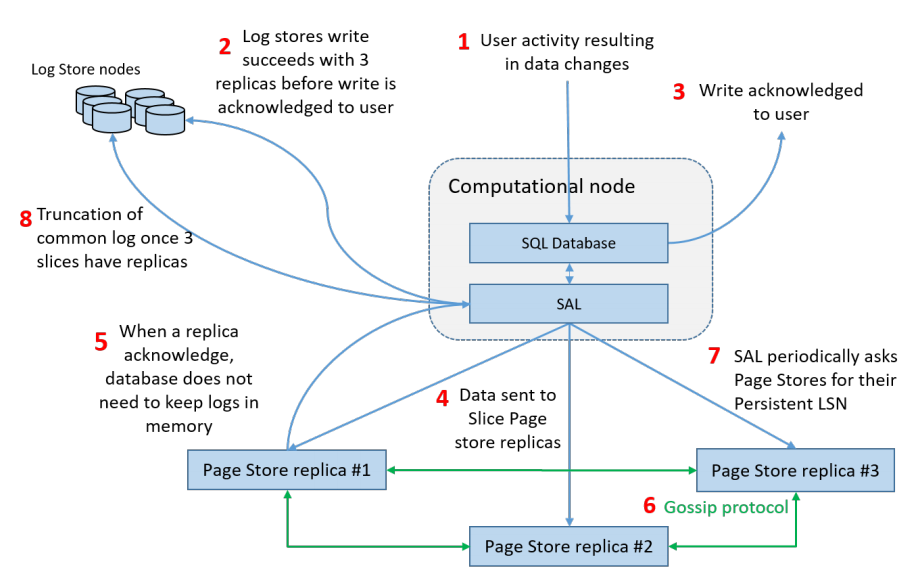 1
User activity resulting
in data changes
2
Log stores write
succeeds with 3
replicas before write is
acknowledged to user
Log Store nodes
3
Write acknowledged
to user
Computational node
SQL Database
SAL
8
Truncation of
common log once 3
slices have replicas
5
When a replica
acknowledge,
database does not
need to keep logs in
memory
4
Data sent to
Slice Page
store replicas
7
SAL periodically asks
Page Stores for their
Persistent LSN
Page Store replica #1
Page Store replica #3
6
Gossip protocol
Page Store replica #2